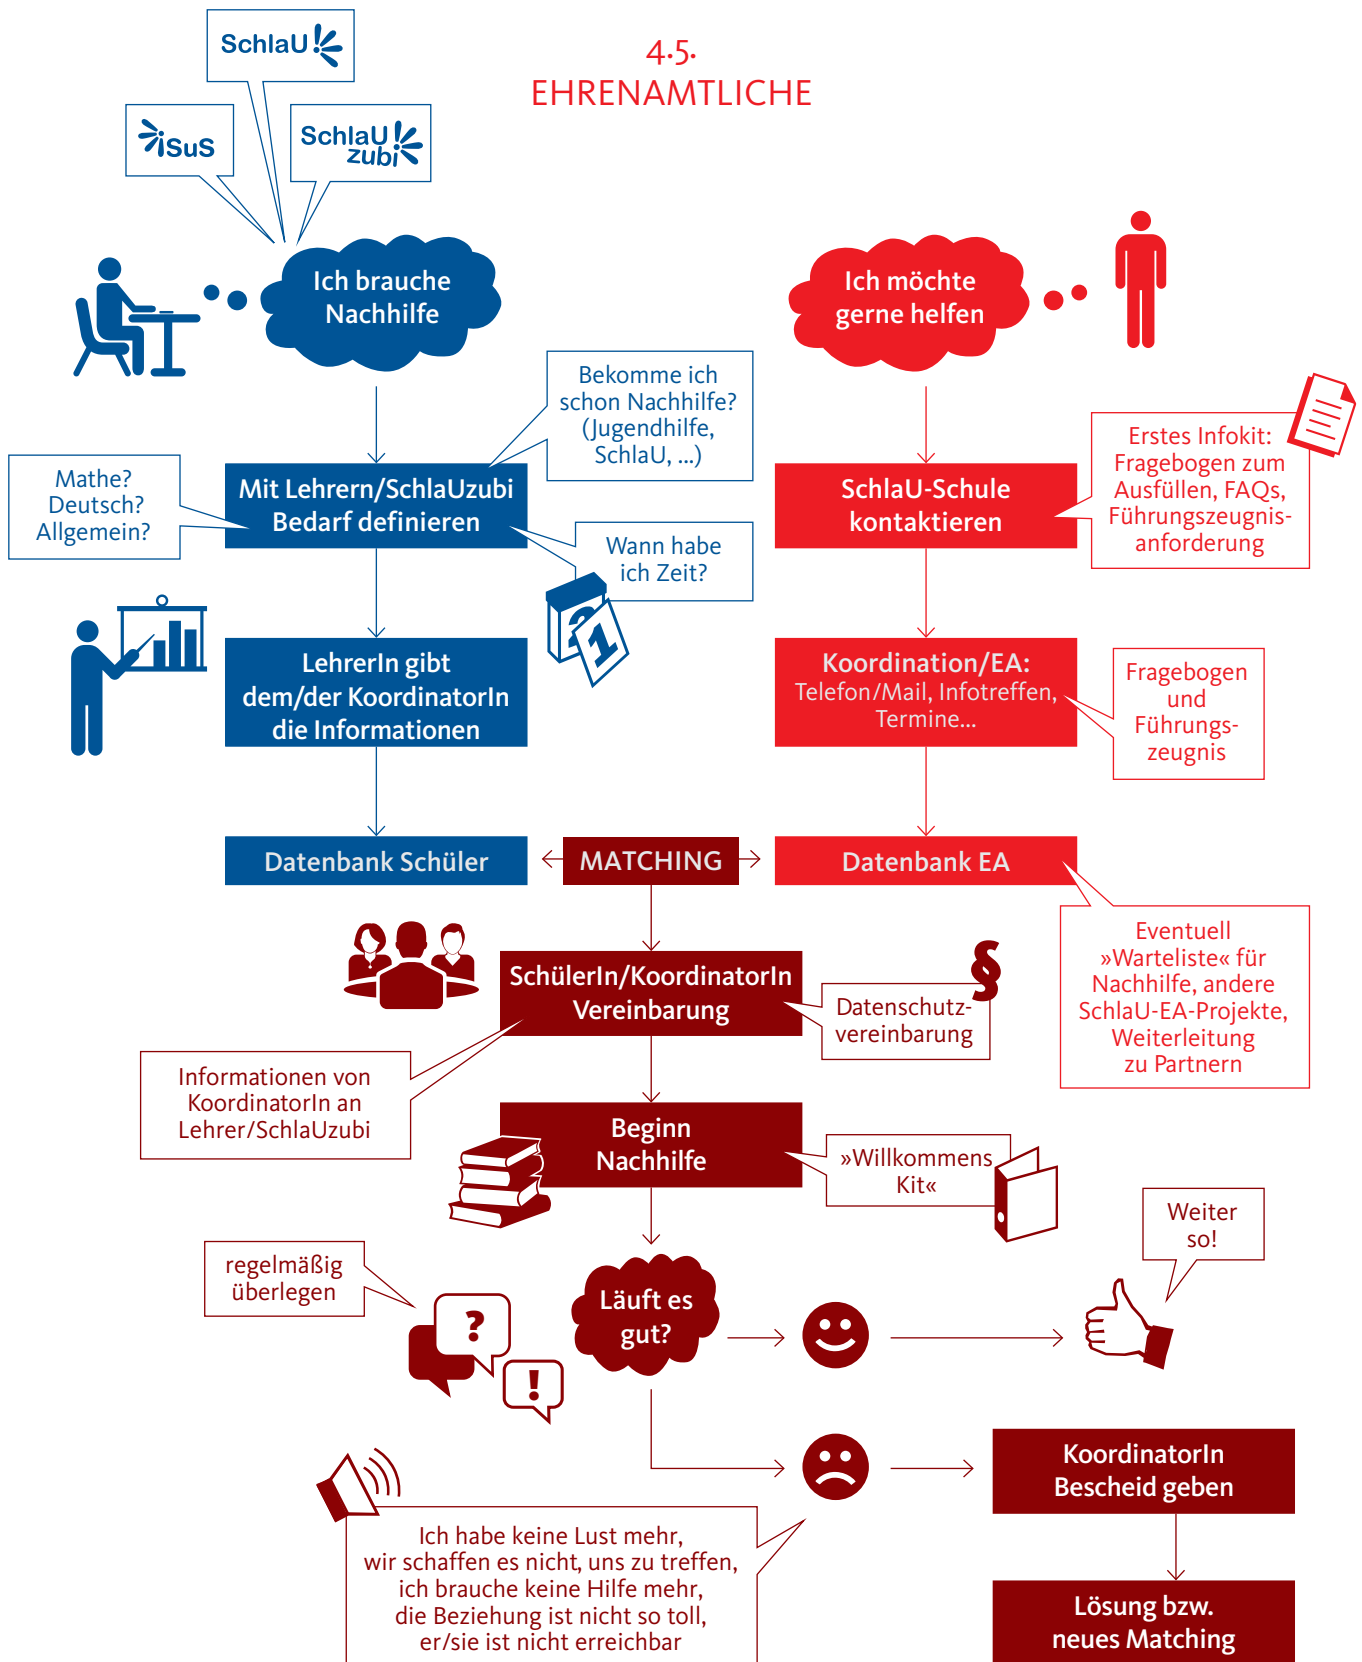 4.5.
EHRENAMTLICHE
SchlaU
iSuS
SchlaU
zubi
Ich brauche
Nachhilfe
Ich möchte
gerne helfen
Bekomme ich
schon Nachhilfe?
(Jugendhilfe,
SchlaU, ...)
Mathe?
Deutsch?
Allgemein?
Mit Lehrern/SchlaUzubi
Bedarf definieren
Wann habe
ich Zeit?
2
1
SchlaU-Schule
kontaktieren
Erstes Infokit:
Fragebogen zum
Ausfüllen, FAQs,
Führungszeugnis-
anforderung
LehrerIn gibt
dem/der KoordinatorIn
die Informationen
Koordination/EA:
Telefon/Mail, Infotreffen,
Termine...
Fragebogen
und
Führungs-
zeugnis
Datenbank Schüler
MATCHING
Datenbank EA
Eventuell
»Warteliste« für
Nachhilfe, andere
SchlaU-EA-Projekte,
Weiterleitung
zu Partnern
SchülerIn/KoordinatorIn
Vereinbarung
§
Datenschutz-
vereinbarung
Informationen von
KoordinatorIn an
Lehrer/SchlaUzubi
Beginn
Nachhilfe
»Willkommens
Kit«
Weiter
so!
regelmäßig
überlegen
?
!
Läuft es
gut?
KoordinatorIn
Bescheid geben
Ich habe keine Lust mehr,
wir schaffen es nicht, uns zu treffen,
ich brauche keine Hilfe mehr,
die Beziehung ist nicht so toll,
er/sie ist nicht erreichbar
Lösung bzw.
neues Matching